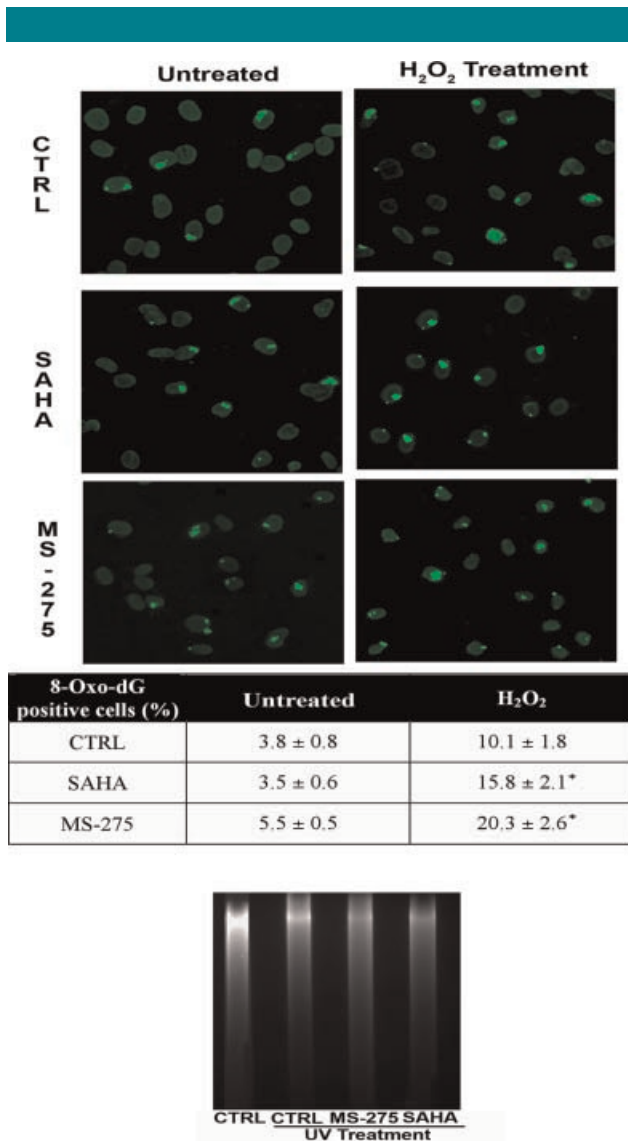 Untreated
H₂O₂ Treatment
CTRL
SAHA
MS-275
8-Oxo-dG positive cells (%)
Untreated
H₂O₂
CTRL
3.8 ± 0.8
10.1 ± 1.8
SAHA
3.5 ± 0.6
15.8 ± 2.1*
MS-275
5.5 ± 0.5
20.3 ± 2.6*
CTRL CTRL MS-275 SAHA
UV Treatment